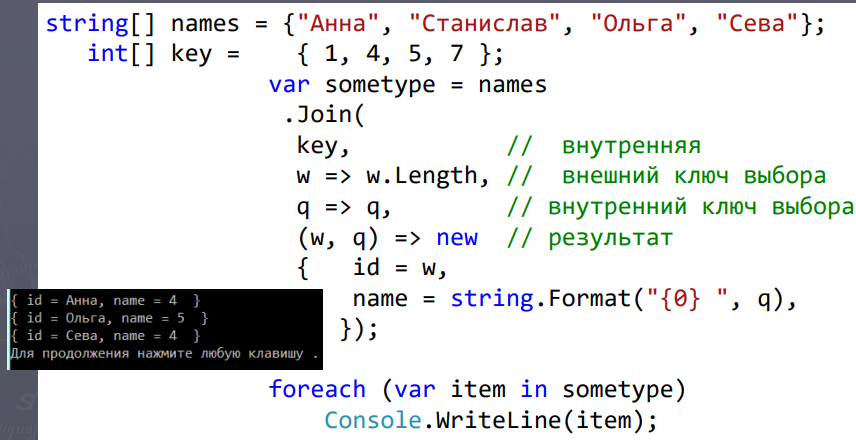 string[] names = {"Анна", "Станислав", "Ольга", "Сева"};
int[] key = { 1, 4, 5, 7 };
var sometype = names
.Join(
key, // внутренняя
w => w.Length, // внешний ключ выбора
q => q, // внутренний ключ выбора
(w, q) => new // результат
{ id = w,
name = string.Format("{0} ", q),
});
{ id = Анна, name = 4 }
{ id = Ольга, name = 5 }
{ id = Сева, name = 4 }
Для продолжения нажмите любую клавишу .
foreach (var item in sometype)
Console.WriteLine(item);